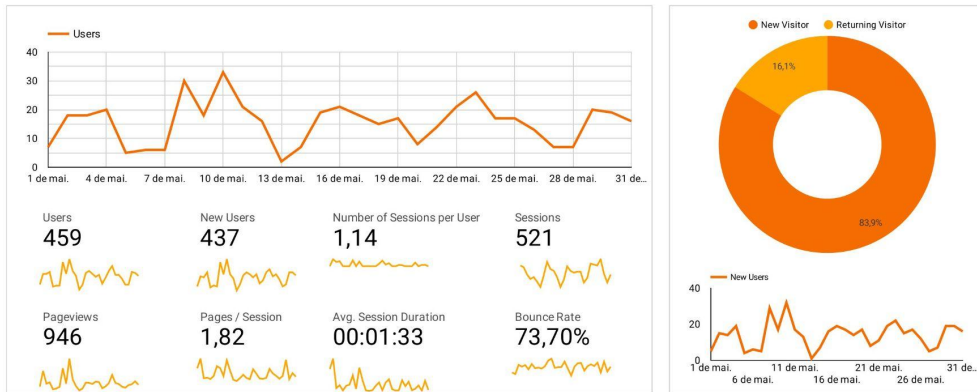 Users
40
30
20
10
0
1 de mai. 4 de mai. 7 de mai. 10 de mai. 13 de mai. 16 de mai. 19 de mai. 22 de mai. 25 de mai. 28 de mai. 31 de...
Users New Users Number of Sessions per User Sessions
459 437 1,14 521
Pageviews Pages / Session Avg. Session Duration Bounce Rate
946 1,82 00:01:33 73,70%
New Visitor Returning Visitor
16,1%
83,9%
New Users
40
20
0
1 de mai. 11 de mai. 21 de mai. 31 de
6 de mai. 16 de mai. 26 de mai.